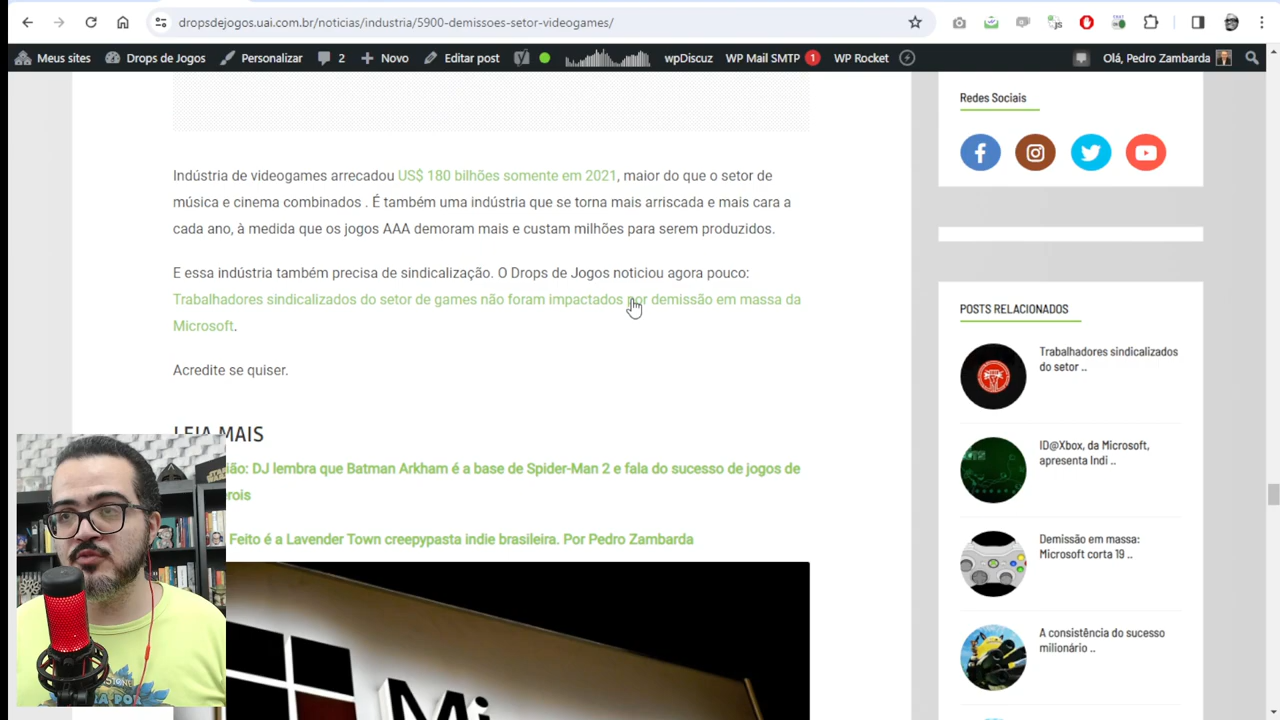 dropsdejogos.uai.com.br/noticias/industria/5900-demissoes-setor-videogames/
Meus sites
Drops de Jogos
Personalizar
2
Novo
Editar post
wpDiscuz
WP Mail SMTP
1
WP Rocket
Olá, Pedro Zambarda
Indústria de videogames arrecadou US$ 180 bilhões somente em 2021, maior do que o setor de
música e cinema combinados . É também uma indústria que se torna mais arriscada e mais cara a
cada ano, à medida que os jogos AAA demoram mais e custam milhões para serem produzidos.
E essa indústria também precisa de sindicalização. O Drops de Jogos noticiou agora pouco:
Trabalhadores sindicalizados do setor de games não foram impactados por demissão em massa da
Microsoft.
Acredite se quiser.
LEIA MAIS
ião: DJ lembra que Batman Arkham é a base de Spider-Man 2 e fala do sucesso de jogos de
erois
Feito é a Lavender Town creepypasta indie brasileira. Por Pedro Zambarda
Mi
Redes Sociais
POSTS RELACIONADOS
Trabalhadores sindicalizados
do setor ..
ID@Xbox, da Microsoft,
apresenta Indi ..
Demissão em massa:
Microsoft corta 19 ..
A consistência do sucesso
milionário ..